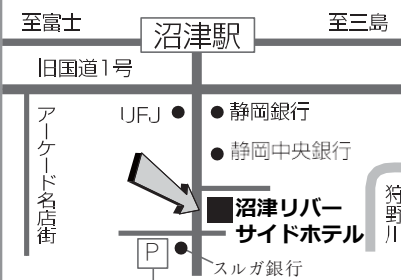 至富士
沼津駅
至三島
旧国道1号
アーケード名店街
UFJ
静岡銀行
静岡中央銀行
沼津リバー
サイドホテル
狩野川
P
スルガ銀行